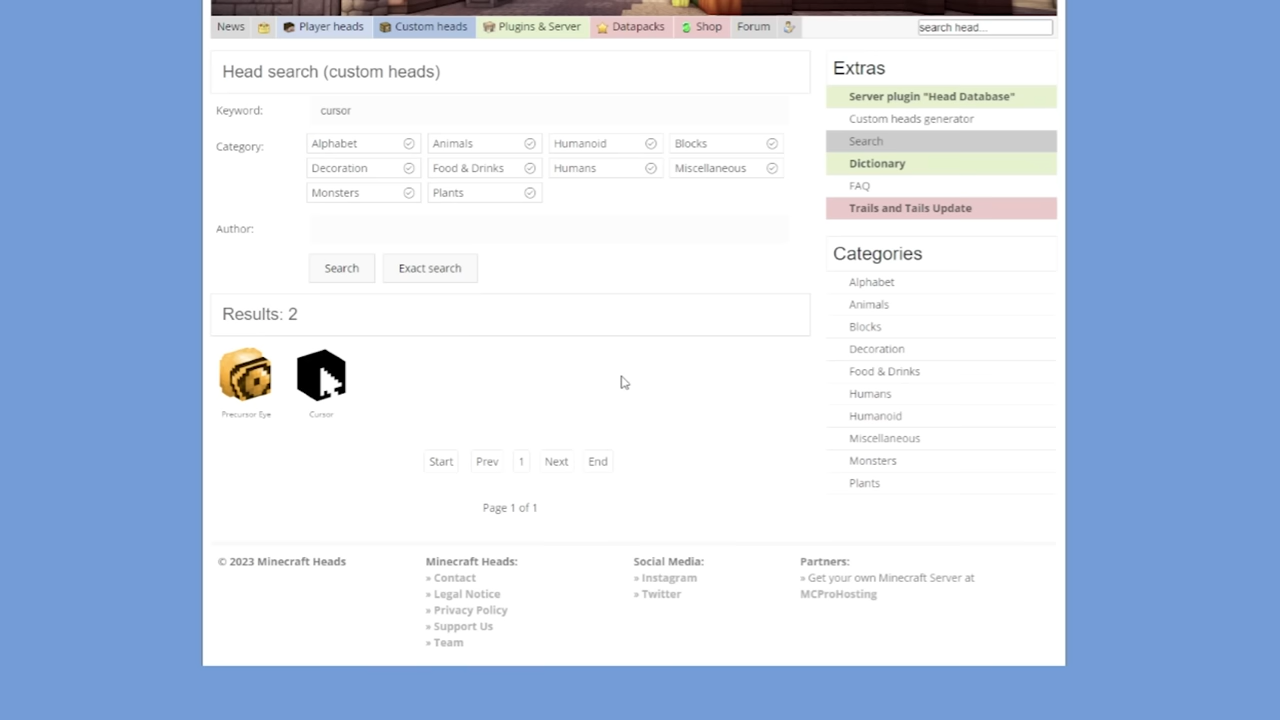 News Player heads Custom heads Plugins & Server Datapacks Shop Forum search head...
Head search (custom heads)
Keyword: cursor
Category: Alphabet Animals Humanoid Blocks
Decoration Food & Drinks Humans Miscellaneous
Monsters Plants
Author:
Search Exact search
Results: 2
Precursor Eye Cursor
Start Prev 1 Next End
Page 1 of 1
Extras
Server plugin "Head Database"
Custom heads generator
Search
Dictionary
FAQ
Trails and Tails Update
Categories
Alphabet
Animals
Blocks
Decoration
Food & Drinks
Humans
Humanoid
Miscellaneous
Monsters
Plants
© 2023 Minecraft Heads
Minecraft Heads:
» Contact
» Legal Notice
» Privacy Policy
» Support Us
» Team
Social Media:
» Instagram
» Twitter
Partners:
» Get your own Minecraft Server at
MCProHosting